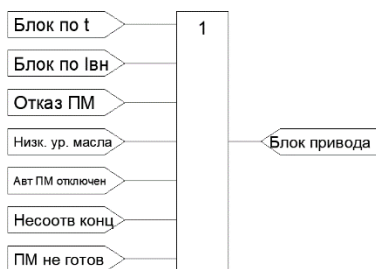 Блок по t
1
Блок по Iвн
Отказ ПМ
Низк. ур. масла
Блок привода
Авт ПМ отключен
Несоотв конц
ПМ не готов